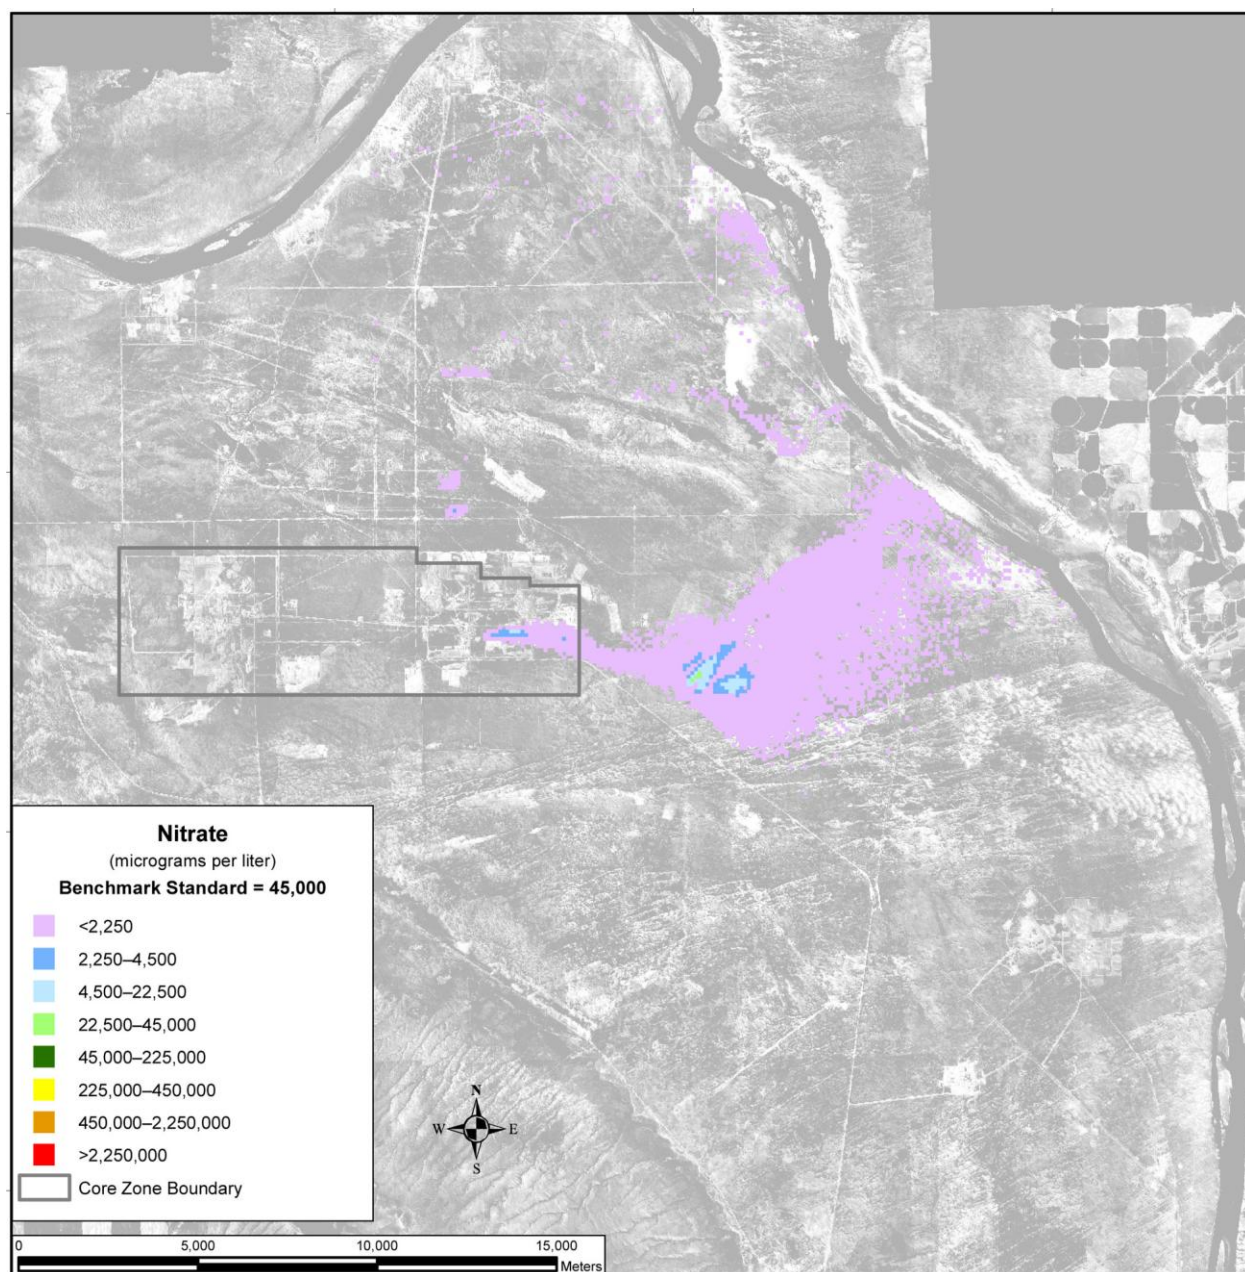 Nitrate
(micrograms per liter)
Benchmark Standard = 45,000
<2,250
2,250–4,500
4,500–22,500
22,500–45,000
45,000–225,000
225,000–450,000
450,000–2,250,000
>2,250,000
Core Zone Boundary
N
W E
S
0 5,000 10,000 15,000
Meters